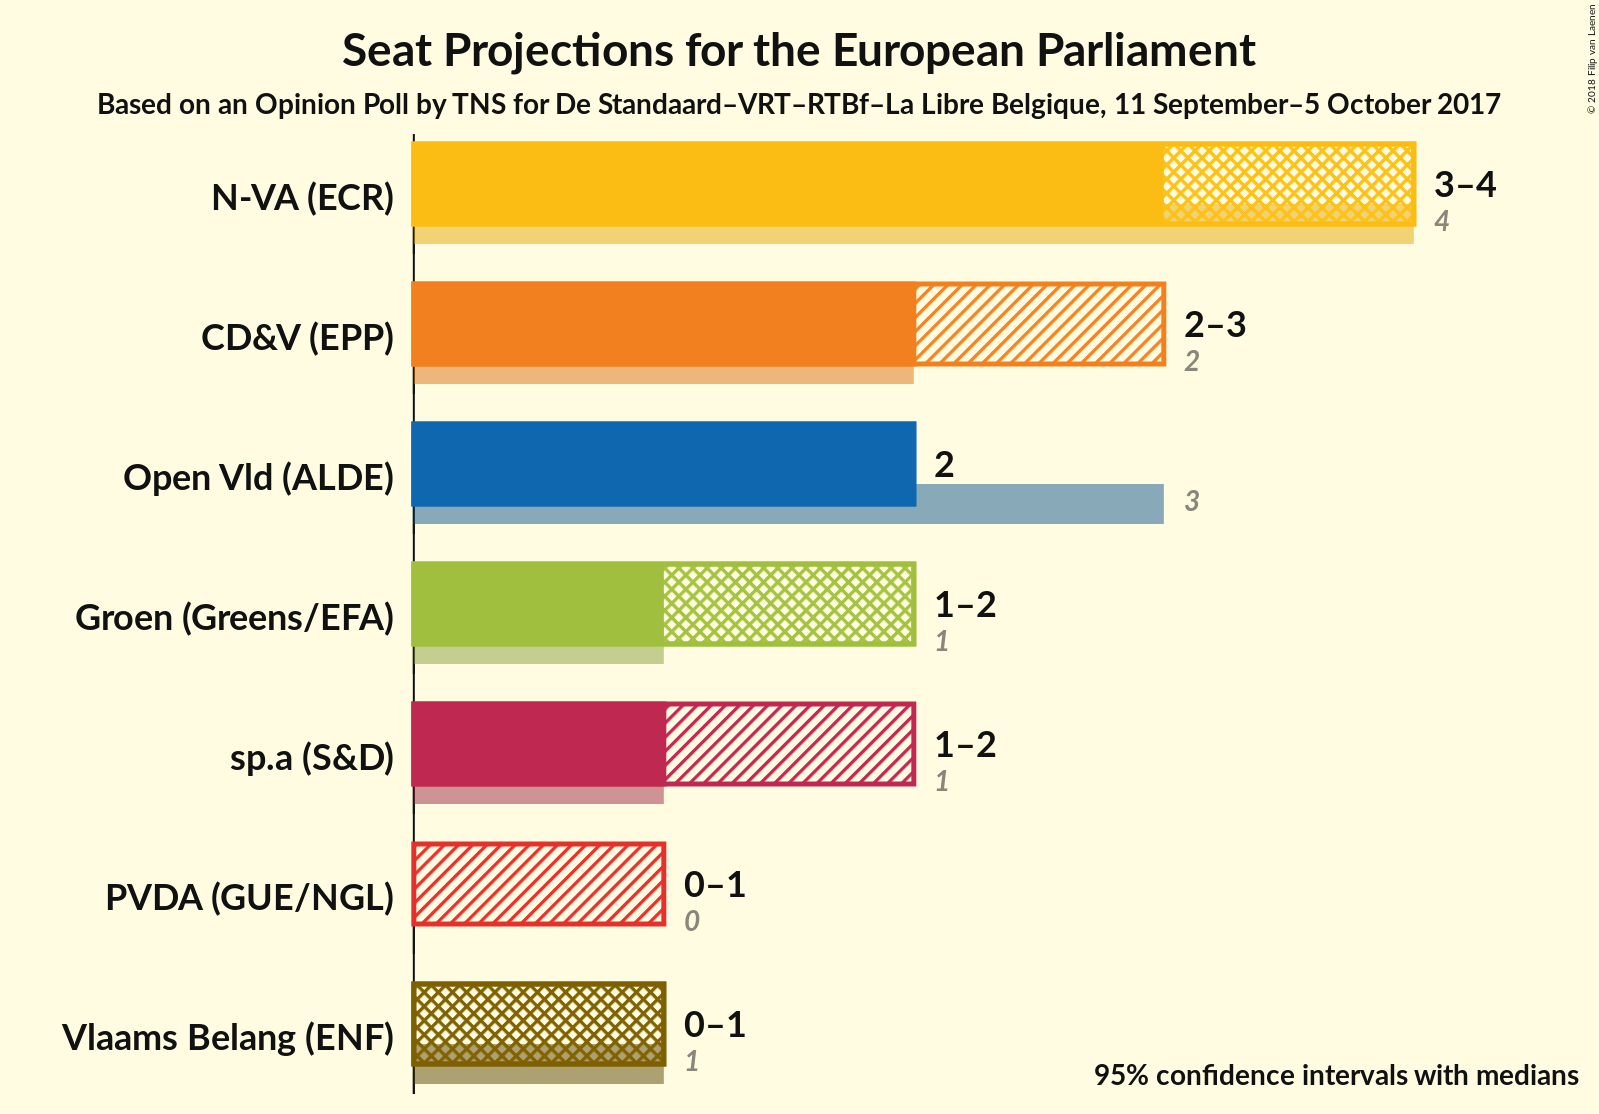 Seat Projections for the European Parliament
Based on an Opinion Poll by TNS for De Standaard–VRT–RTBf–La Libre Belgique, 11 September–5 October 2017
© 2018 Filip van Laenen
N-VA (ECR)
3–4
4
CD&V (EPP)
2–3
2
Open Vld (ALDE)
2
3
Groen (Greens/EFA)
1–2
1
sp.a (S&D)
1–2
1
PVDA (GUE/NGL)
0–1
0
Vlaams Belang (ENF)
0–1
1
95% confidence intervals with medians